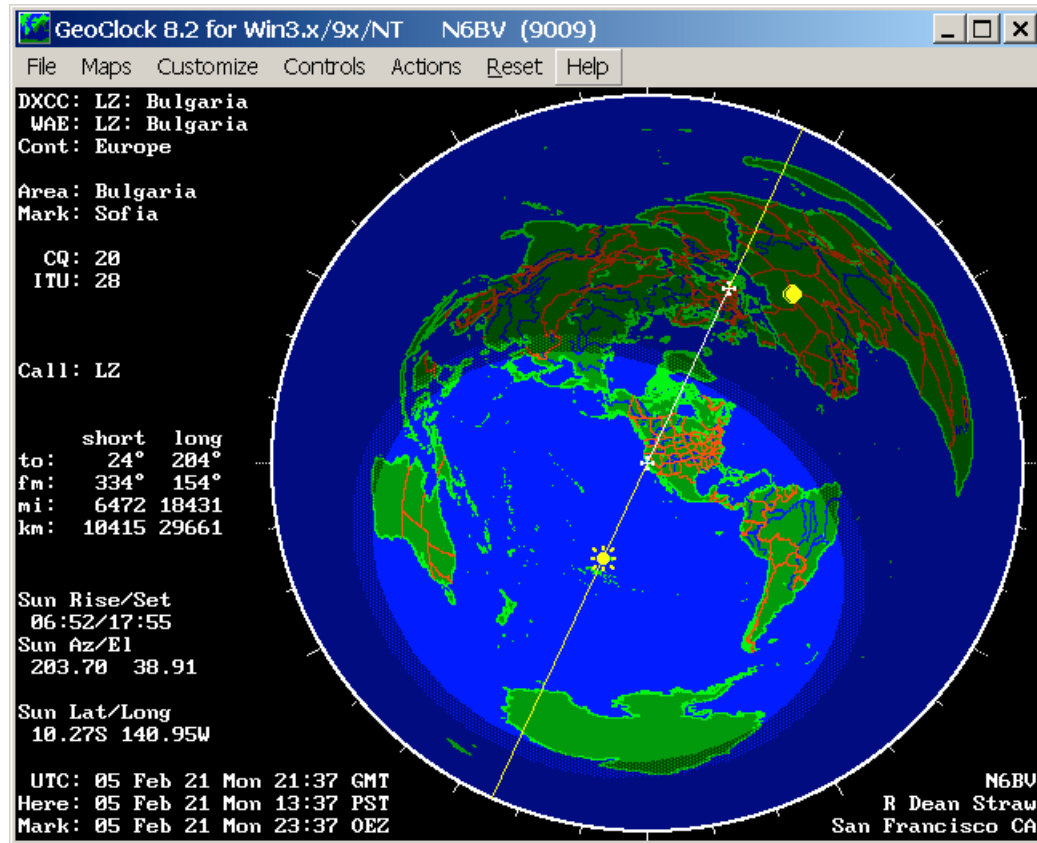 GeoClock 8.2 for Win3.x/9x/NT N6BV (9009)
File Maps Customize Controls Actions Reset Help
DXCC: LZ: Bulgaria
WAE: LZ: Bulgaria
Cont: Europe
Area: Bulgaria
Mark: Sofia
CQ: 20
ITU: 28
Call: LZ
short long
to: 24° 204°
fm: 334° 154°
mi: 6472 18431
km: 10415 29661
Sun Rise/Set
06:52/17:55
Sun Az/El
203.70 38.91
Sun Lat/Long
10.27S 140.95W
UTC: 05 Feb 21 Mon 21:37 GMT
Here: 05 Feb 21 Mon 13:37 PST
Mark: 05 Feb 21 Mon 23:37 OEZ
N6BV
R Dean Straw
San Francisco CA